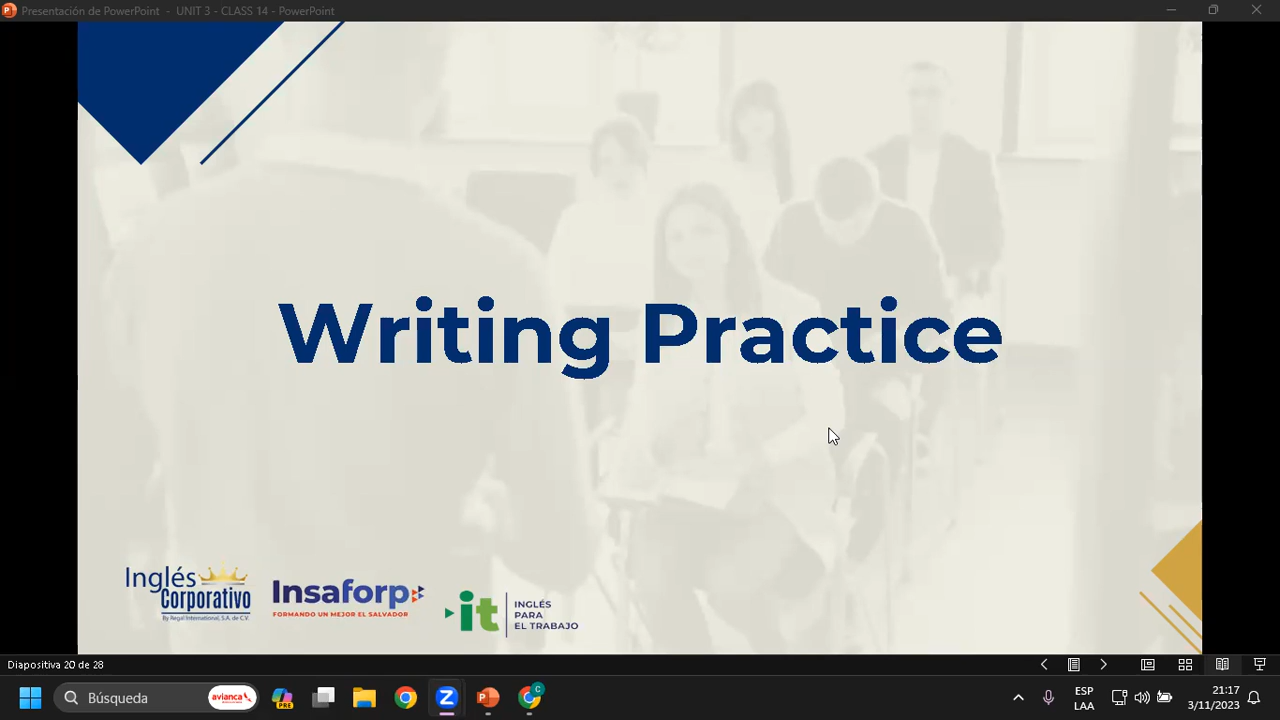 Presentación de PowerPoint - UNIT 3 - CLASS 14 - PowerPoint
Writing Practice
Inglés
Corporativo
By Regal International, S.A. de C.V.
Insaforp
FORMANDO UN MEJOR EL SALVADOR
it
INGLÉS
PARA
EL TRABAJO
Diapositiva 20 de 28
Búsqueda
avianca
PRE
C
ESP
LAA
21:17
3/11/2023